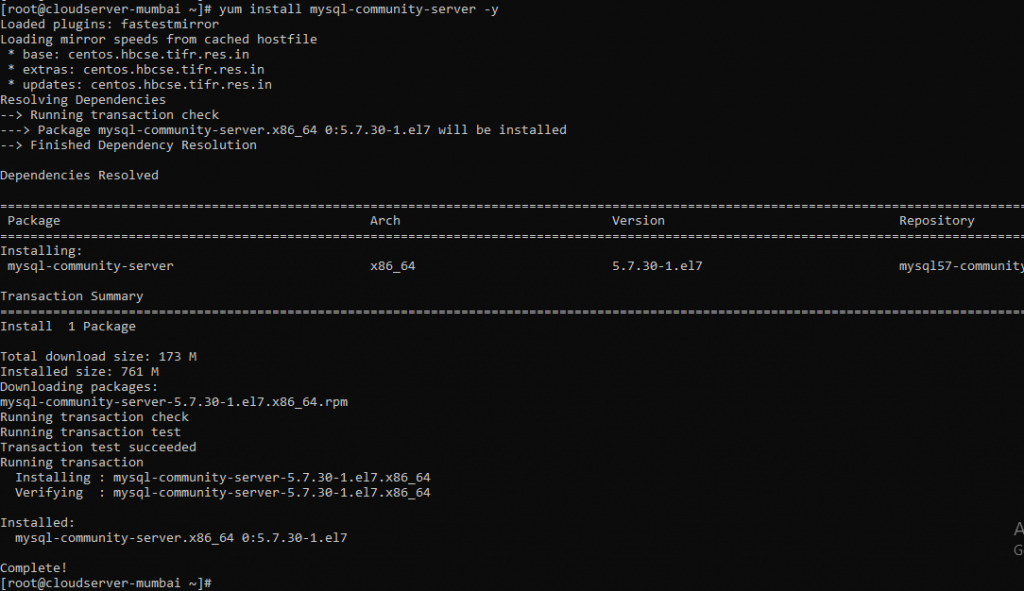 [root@cloudserver-mumbai ~]# yum install mysql-community-server -y
Loaded plugins: fastestmirror
Loading mirror speeds from cached hostfile
 * base: centos.hbcse.tifr.res.in
 * extras: centos.hbcse.tifr.res.in
 * updates: centos.hbcse.tifr.res.in
Resolving Dependencies
--> Running transaction check
---> Package mysql-community-server.x86_64 0:5.7.30-1.el7 will be installed
--> Finished Dependency Resolution

Dependencies Resolved

================================================================================
 Package Arch Version Repository
================================================================================
Installing:
 mysql-community-server x86_64 5.7.30-1.el7 mysql57-community

Transaction Summary
================================================================================
Install  1 Package

Total download size: 173 M
Installed size: 761 M
Downloading packages:
mysql-community-server-5.7.30-1.el7.x86_64.rpm
Running transaction check
Running transaction test
Transaction test succeeded
Running transaction
  Installing : mysql-community-server-5.7.30-1.el7.x86_64
  Verifying  : mysql-community-server-5.7.30-1.el7.x86_64

Installed:
  mysql-community-server.x86_64 0:5.7.30-1.el7

Complete!
[root@cloudserver-mumbai ~]#